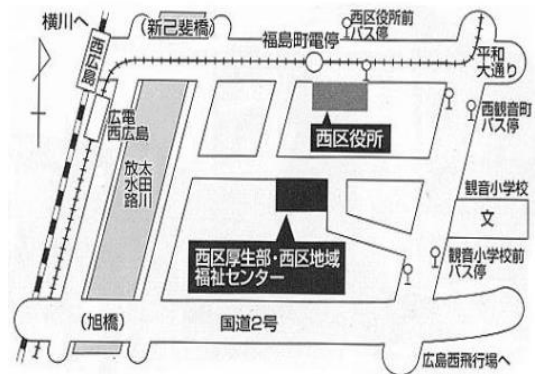 横川へ
(新己斐橋)
西区役所前
バス停
福島町電停
平和
大通り
西広島
広電
西広島
西区役所
西観音町
バス停
太田川
放水路
観音小学校
文
西区厚生部・西区地域
福祉センター
観音小学校前
バス停
(旭橋)
国道2号
広島西飛行場へ